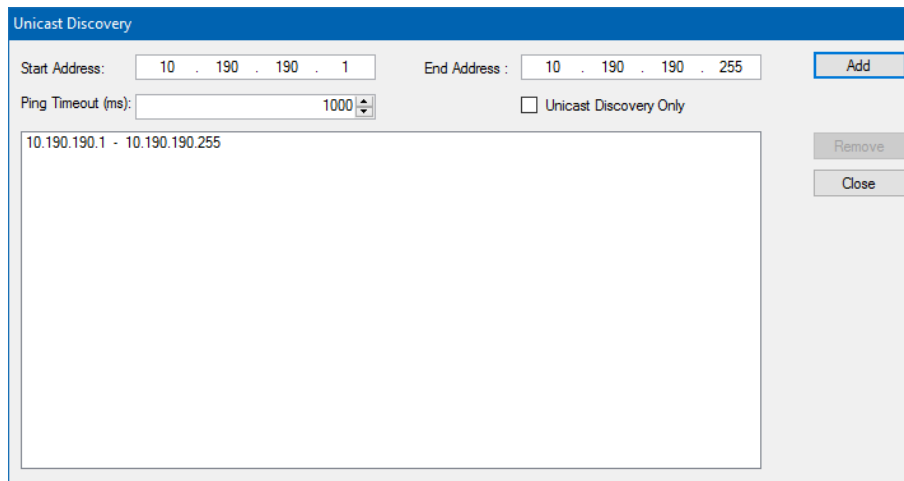 Unicast Discovery
Start Address: 10 . 190 . 190 . 1 End Address : 10 . 190 . 190 . 255 Add
Ping Timeout (ms): 1000 Unicast Discovery Only
10.190.190.1 - 10.190.190.255 Remove
Close